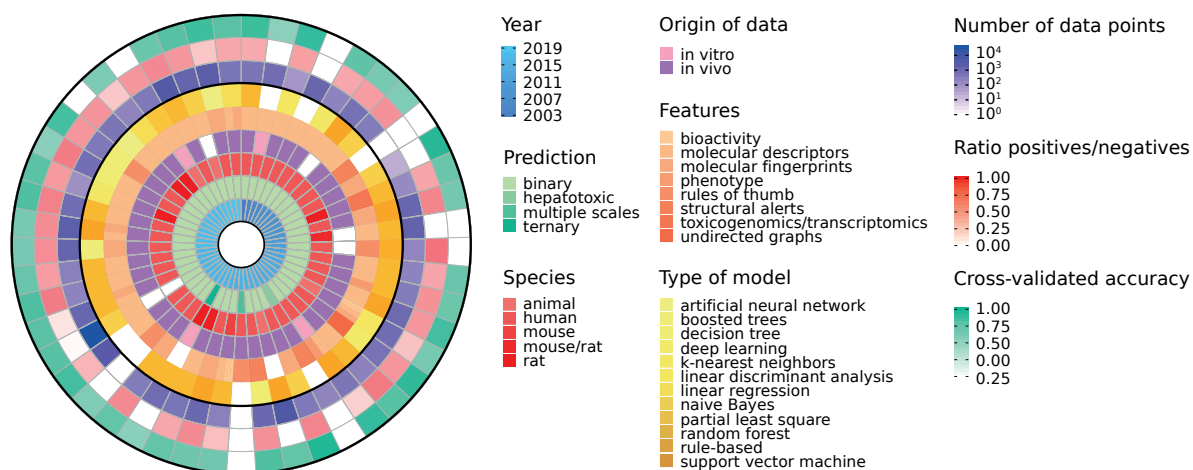 Year
2019
2015
2011
2007
2003
Prediction
binary
hepatotoxic
multiple scales
ternary
Species
animal
human
mouse
mouse/rat
rat
Origin of data
in vitro
in vivo
Features
bioactivity
molecular descriptors
molecular fingerprints
phenotype
rules of thumb
structural alerts
toxicogenomics/transcriptomics
undirected graphs
Type of model
artificial neural network
boosted trees
decision tree
deep learning
k-nearest neighbors
linear discriminant analysis
linear regression
naive Bayes
partial least square
random forest
rule-based
support vector machine
Number of data points
10⁴
10³
10²
10¹
10⁰
Ratio positives/negatives
1.00
0.75
0.50
0.25
0.00
Cross-validated accuracy
1.00
0.75
0.50
0.00
0.25